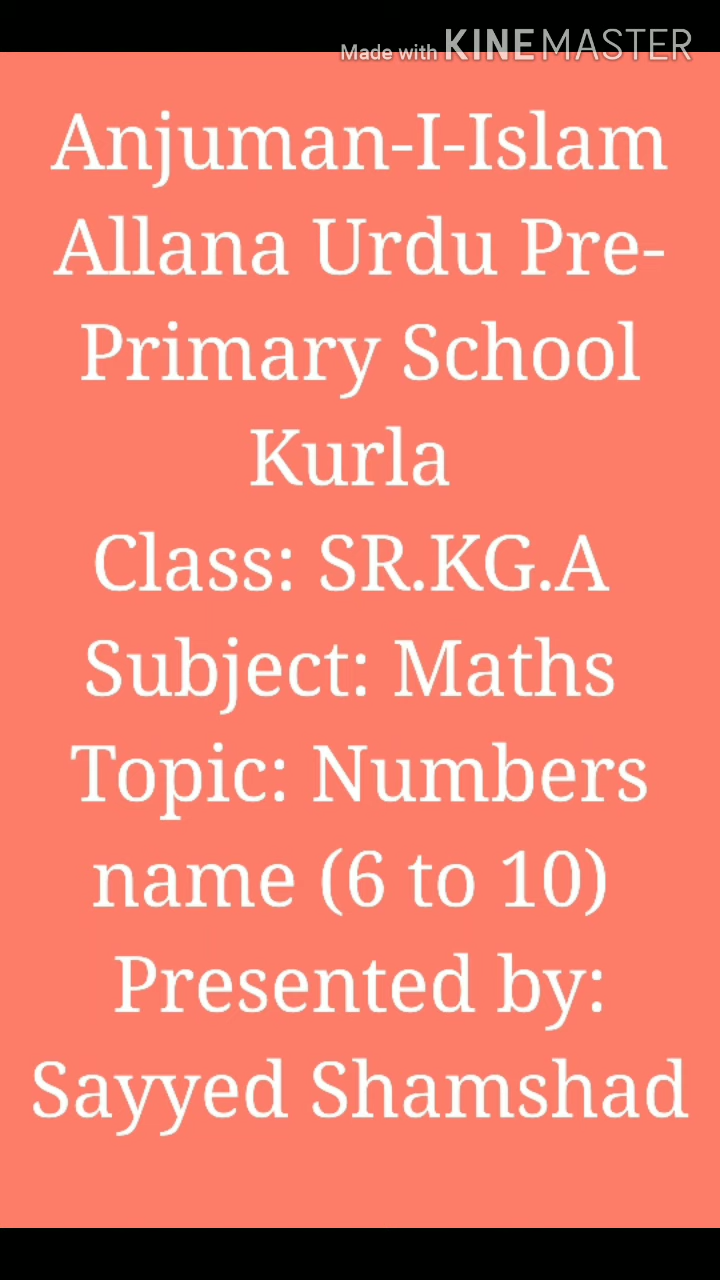 Made with KINEMASTER
Anjuman-I-Islam
Allana Urdu Pre-
Primary School
Kurla
Class: SR.KG.A
Subject: Maths
Topic: Numbers
name (6 to 10)
Presented by:
Sayyed Shamshad